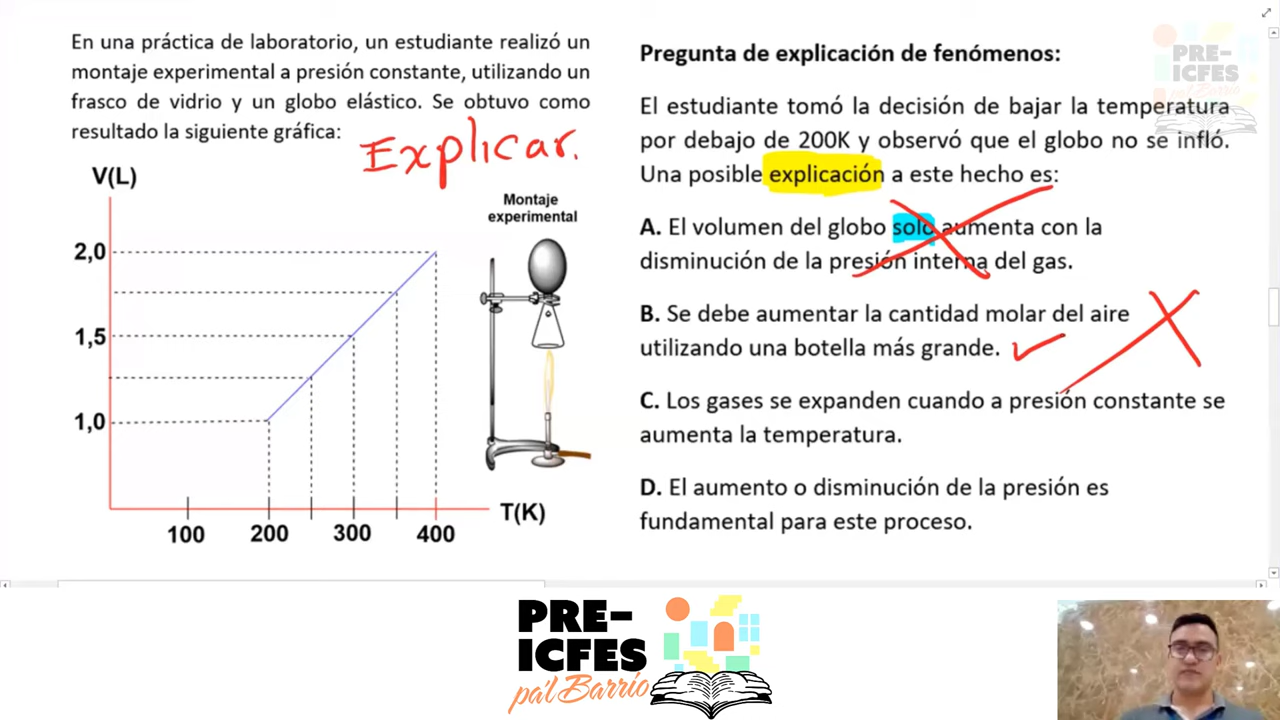 En una práctica de laboratorio, un estudiante realizó un
montaje experimental a presión constante, utilizando un
frasco de vidrio y un globo elástico. Se obtuvo como
resultado la siguiente gráfica:
Explicar.
V(L)
2,0
1,5
1,0
100 200 300 400
T(K)
Montaje
experimental
Pregunta de explicación de fenómenos:
El estudiante tomó la decisión de bajar la temperatura
por debajo de 200K y observó que el globo no se infló.
Una posible explicación a este hecho es:
A. El volumen del globo solo aumenta con la
disminución de la presión interna del gas.
B. Se debe aumentar la cantidad molar del aire
utilizando una botella más grande.
C. Los gases se expanden cuando a presión constante se
aumenta la temperatura.
D. El aumento o disminución de la presión es
fundamental para este proceso.
PRE-
ICFES
PRE-
ICFES
pa'l Barrio